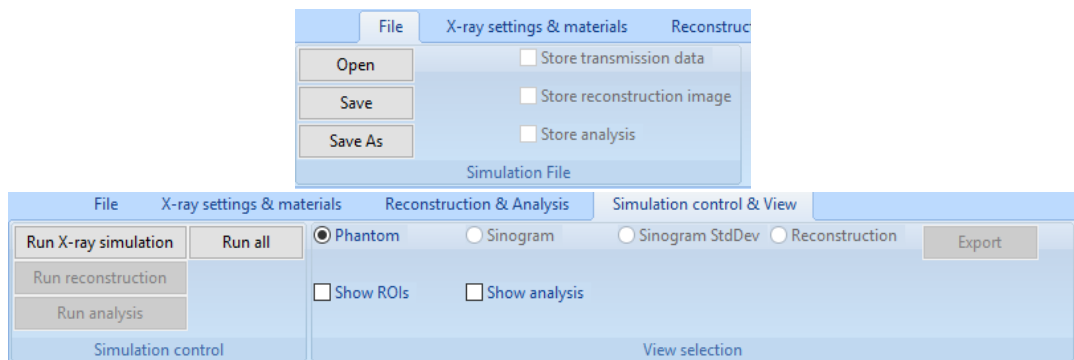 File X-ray settings & materials Reconstruc
Open Store transmission data
Save Store reconstruction image
Save As Store analysis
Simulation File
File X-ray settings & materials Reconstruction & Analysis Simulation control & View
Run X-ray simulation Run all Phantom Sinogram Sinogram StdDev Reconstruction Export
Run reconstruction Show ROIs Show analysis
Run analysis
Simulation control View selection